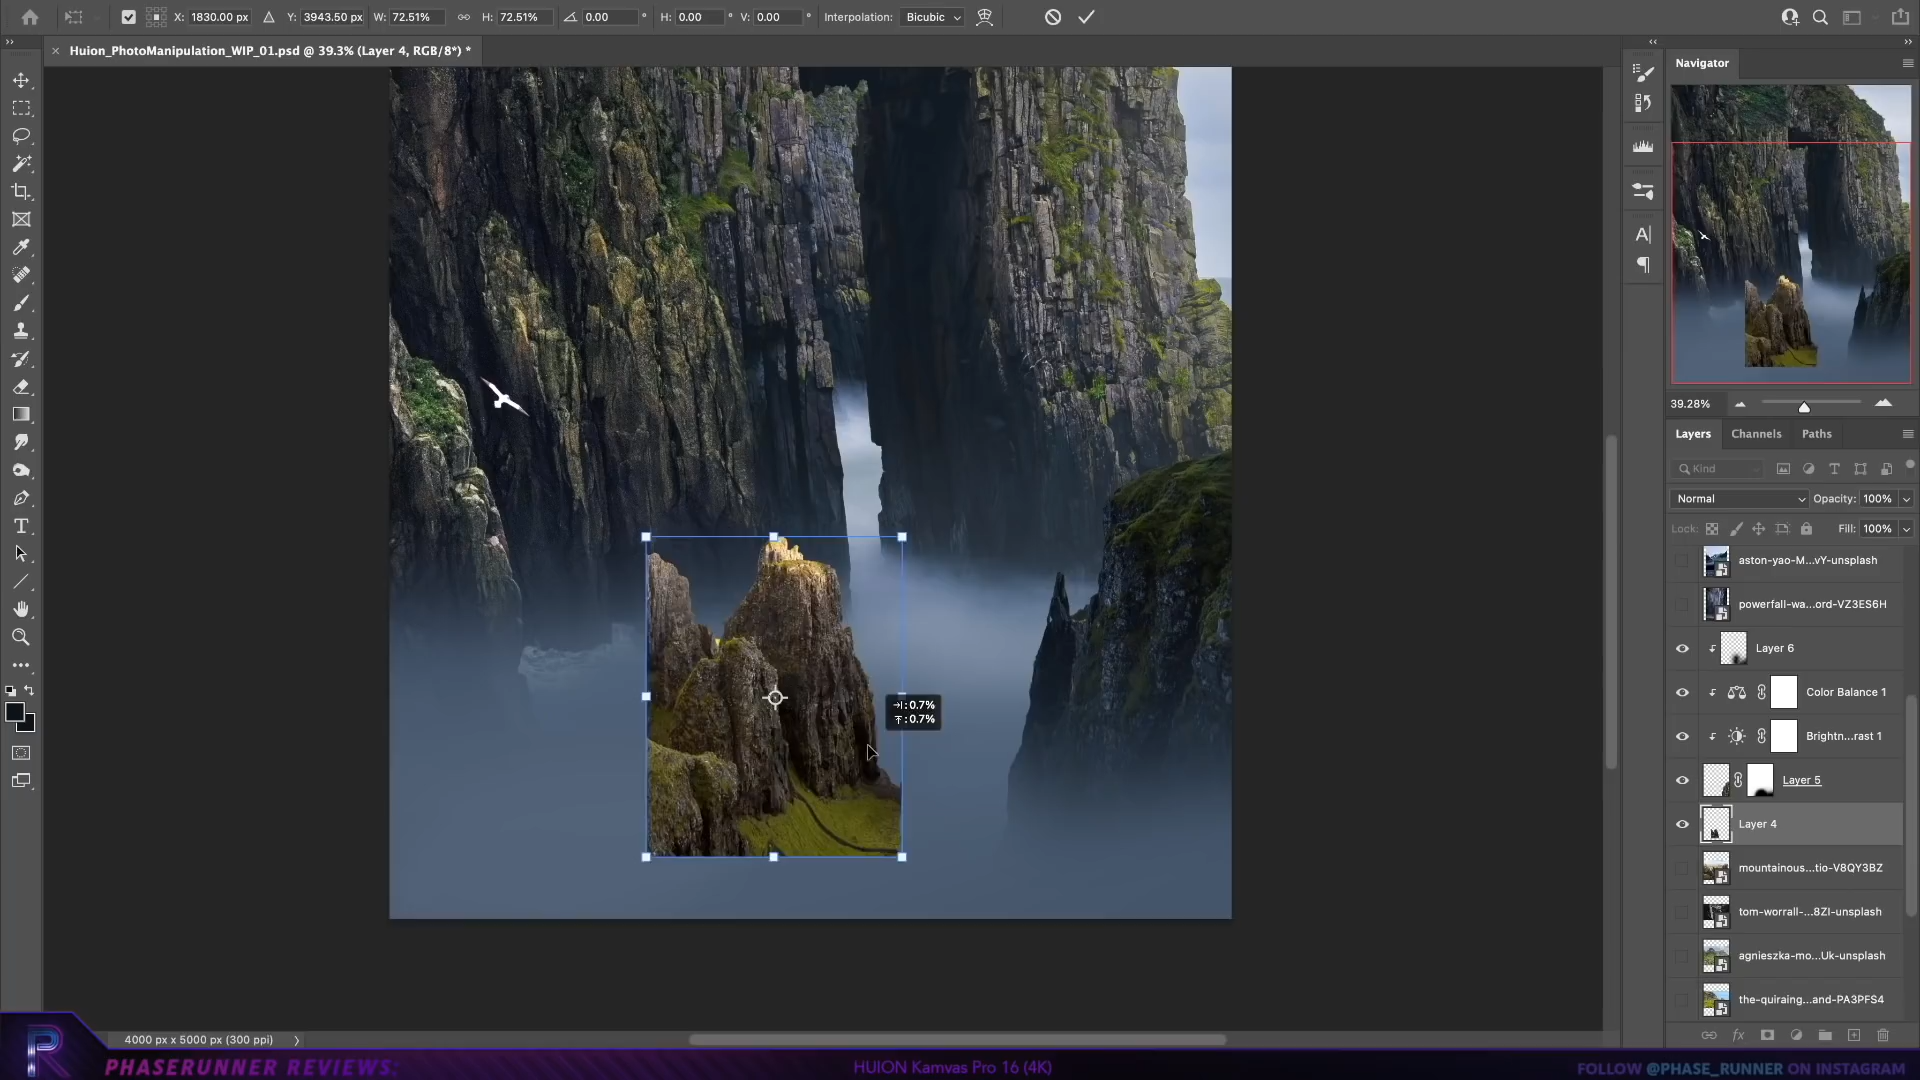 X: 1830.00 px Y: 3943.50 px W: 72.51% H: 72.51% 0.00 ° H: 0.00 ° V: 0.00 ° Interpolation: Bicubic
× Huion_PhotoManipulation_WIP_01.psd @ 39.3% (Layer 4, RGB/8*) *
Navigator
39.28%
Layers Channels Paths
Kind
Normal Opacity: 100%
Lock: Fill: 100%
aston-yao-M...vY-unsplash
powerfall-wa...ord-VZ3ES6H
Layer 6
Color Balance 1
Brightn...rast 1
Layer 5
Layer 4
mountainous...tio-V8QY3BZ
tom-worrall-...8ZI-unsplash
agnieszka-mo...Uk-unsplash
the-quiraing...and-PA3PFS4
: 0.7%
: 0.7%
4000 px x 5000 px (300 ppi)
PHASERUNNER REVIEWS:
HUION Kamvas Pro 16 (4K)
FOLLOW @PHASE_RUNNER ON INSTAGRAM